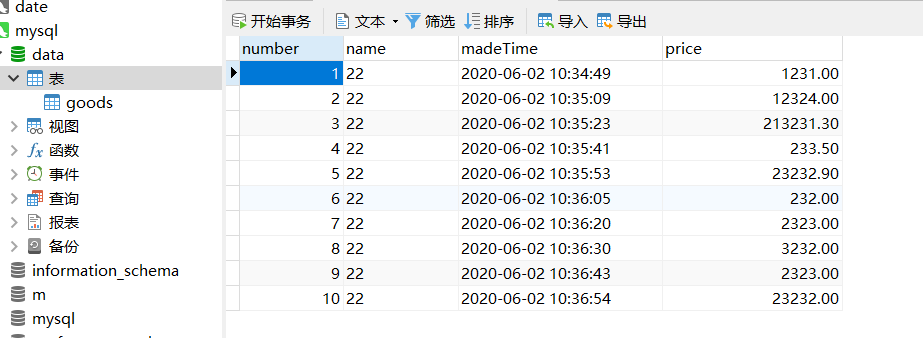 date
mysql
data
表
goods
视图
函数
事件
查询
报表
备份
information_schema
m
mysql
开始事务 文本 筛选 排序 导入 导出
number name madeTime price
1 22 2020-06-02 10:34:49 1231.00
2 22 2020-06-02 10:35:09 12324.00
3 22 2020-06-02 10:35:23 213231.30
4 22 2020-06-02 10:35:41 233.50
5 22 2020-06-02 10:35:53 23232.90
6 22 2020-06-02 10:36:05 232.00
7 22 2020-06-02 10:36:20 2323.00
8 22 2020-06-02 10:36:30 3232.00
9 22 2020-06-02 10:36:43 2323.00
10 22 2020-06-02 10:36:54 23232.00